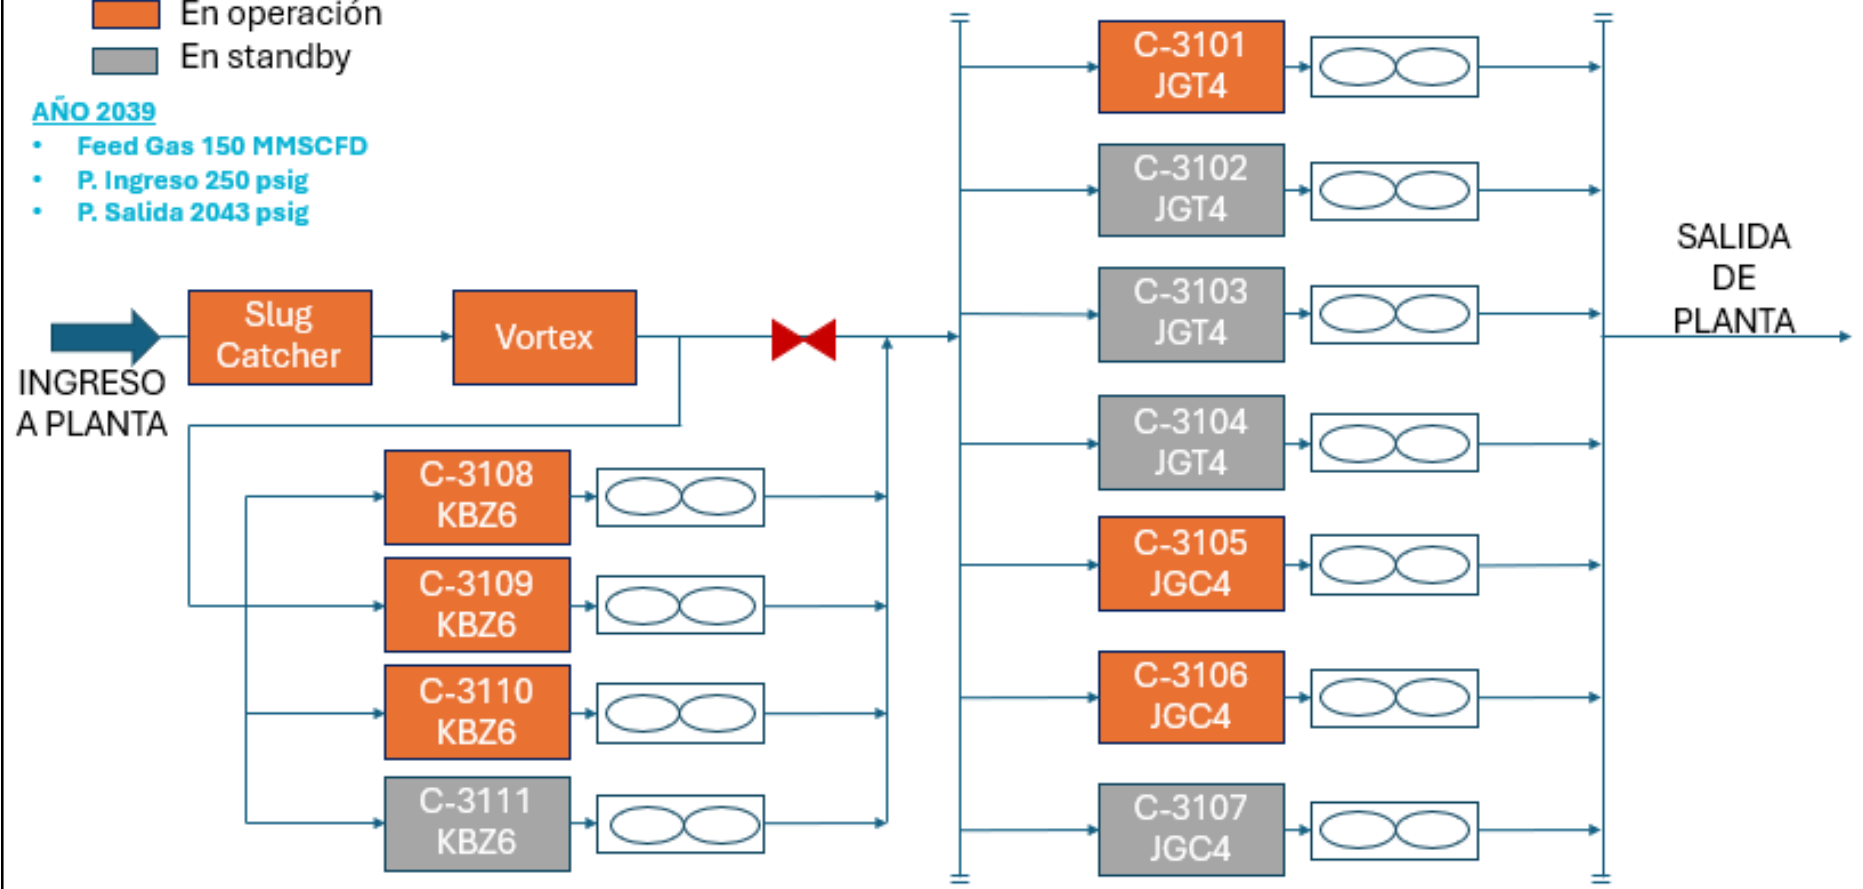 En operación
En standby
AÑO 2039
• Feed Gas 150 MMSCFD
• P. Ingreso 250 psig
• P. Salida 2043 psig
INGRESO
A PLANTA
Slug
Catcher
Vortex
C-3108
KBZ6
C-3109
KBZ6
C-3110
KBZ6
C-3111
KBZ6
C-3101
JGT4
C-3102
JGT4
C-3103
JGT4
C-3104
JGT4
C-3105
JGC4
C-3106
JGC4
C-3107
JGC4
SALIDA
DE
PLANTA